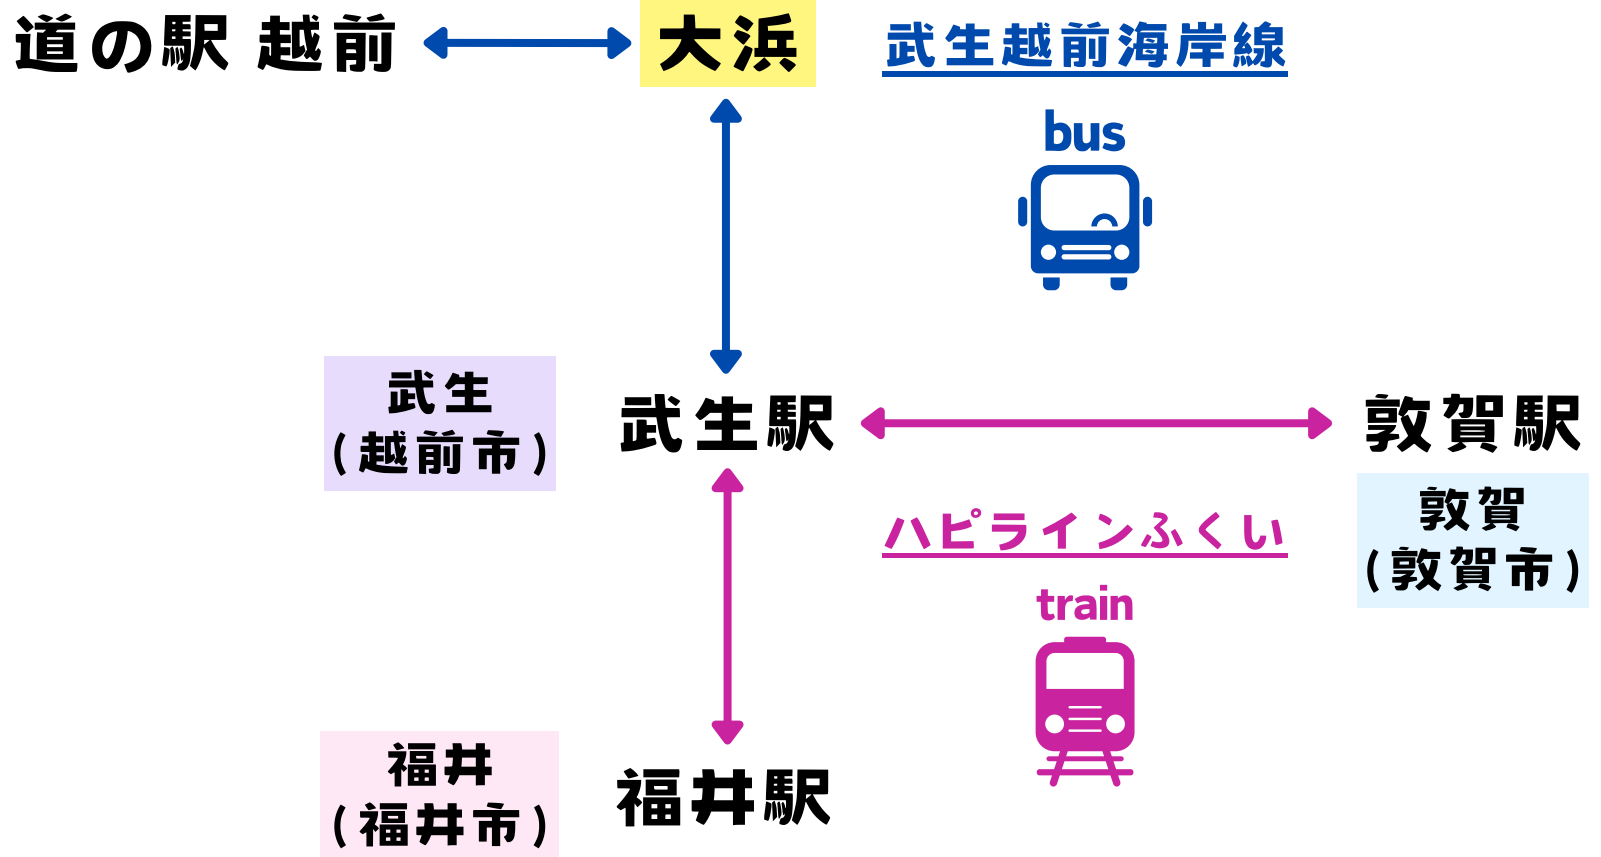 道の駅 越前
大浜
武生越前海岸線
bus
武生
(越前市)
武生駅
敦賀駅
敦賀
(敦賀市)
ハピラインふくい
train
福井
(福井市)
福井駅